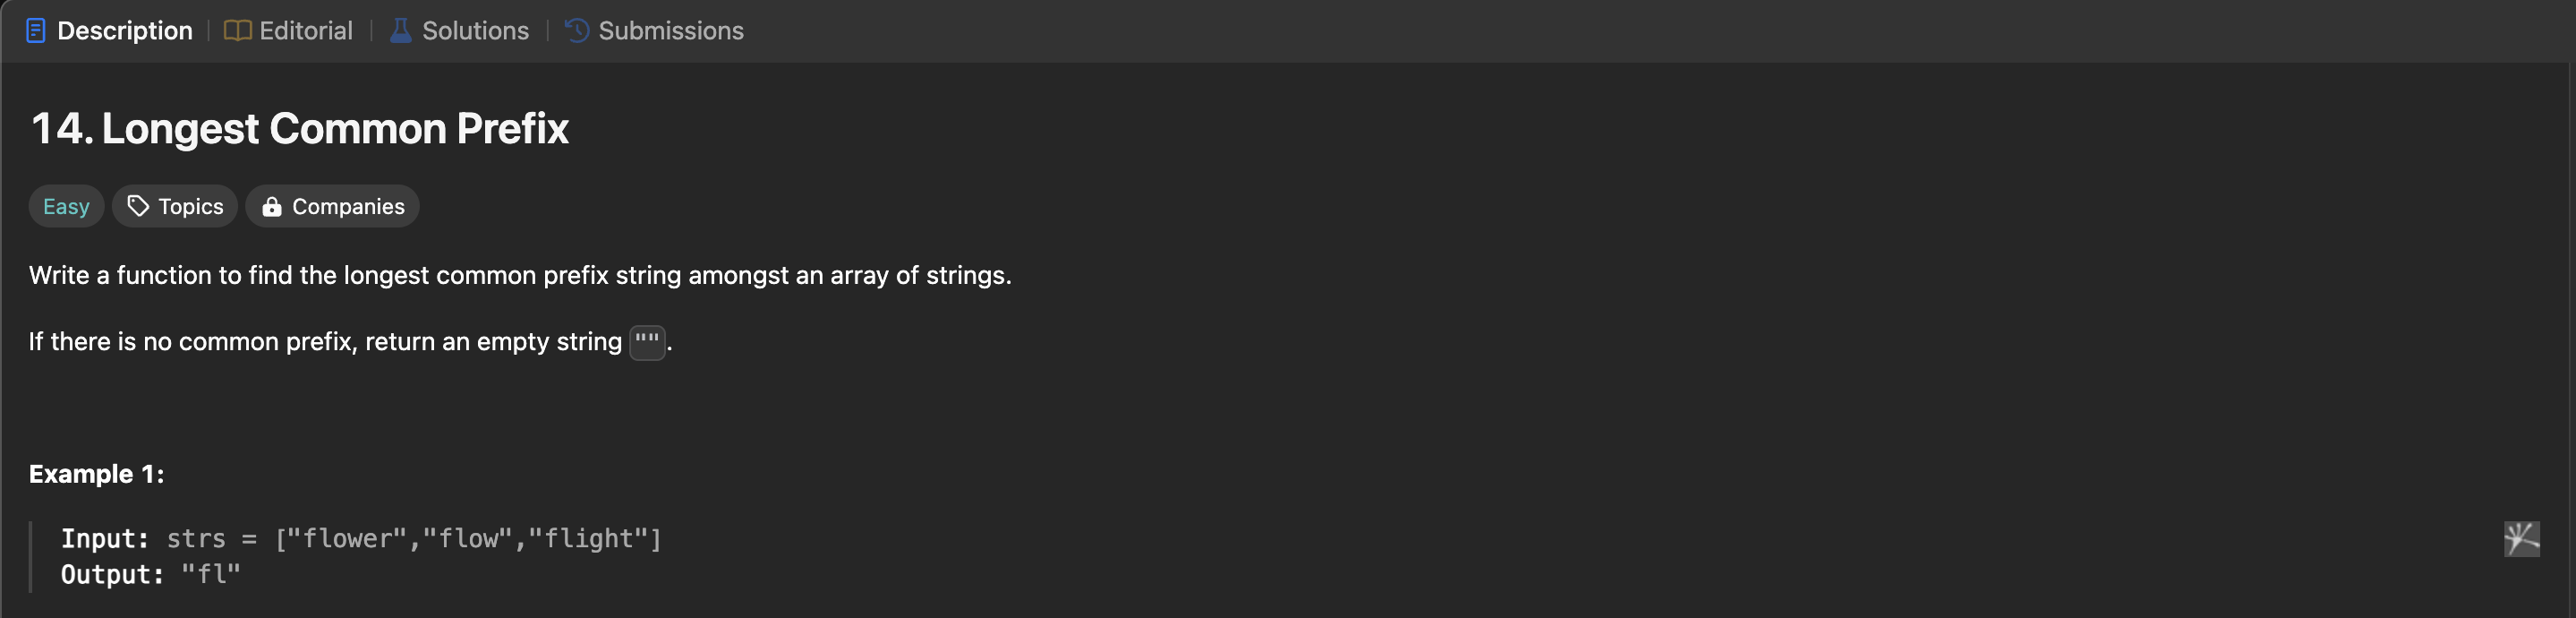 Description Editorial Solutions Submissions
14. Longest Common Prefix
Easy Topics Companies
Write a function to find the longest common prefix string amongst an array of strings.
If there is no common prefix, return an empty string "".
Example 1:
Input: strs = ["flower","flow","flight"]
Output: "fl"